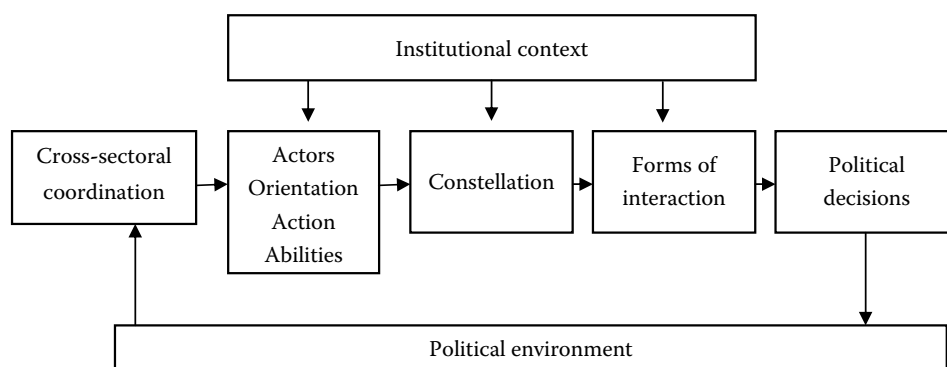 Institutional context
Cross-sectoral
coordination
Actors
Orientation
Action
Abilities
Constellation
Forms of
interaction
Political
decisions
Political environment